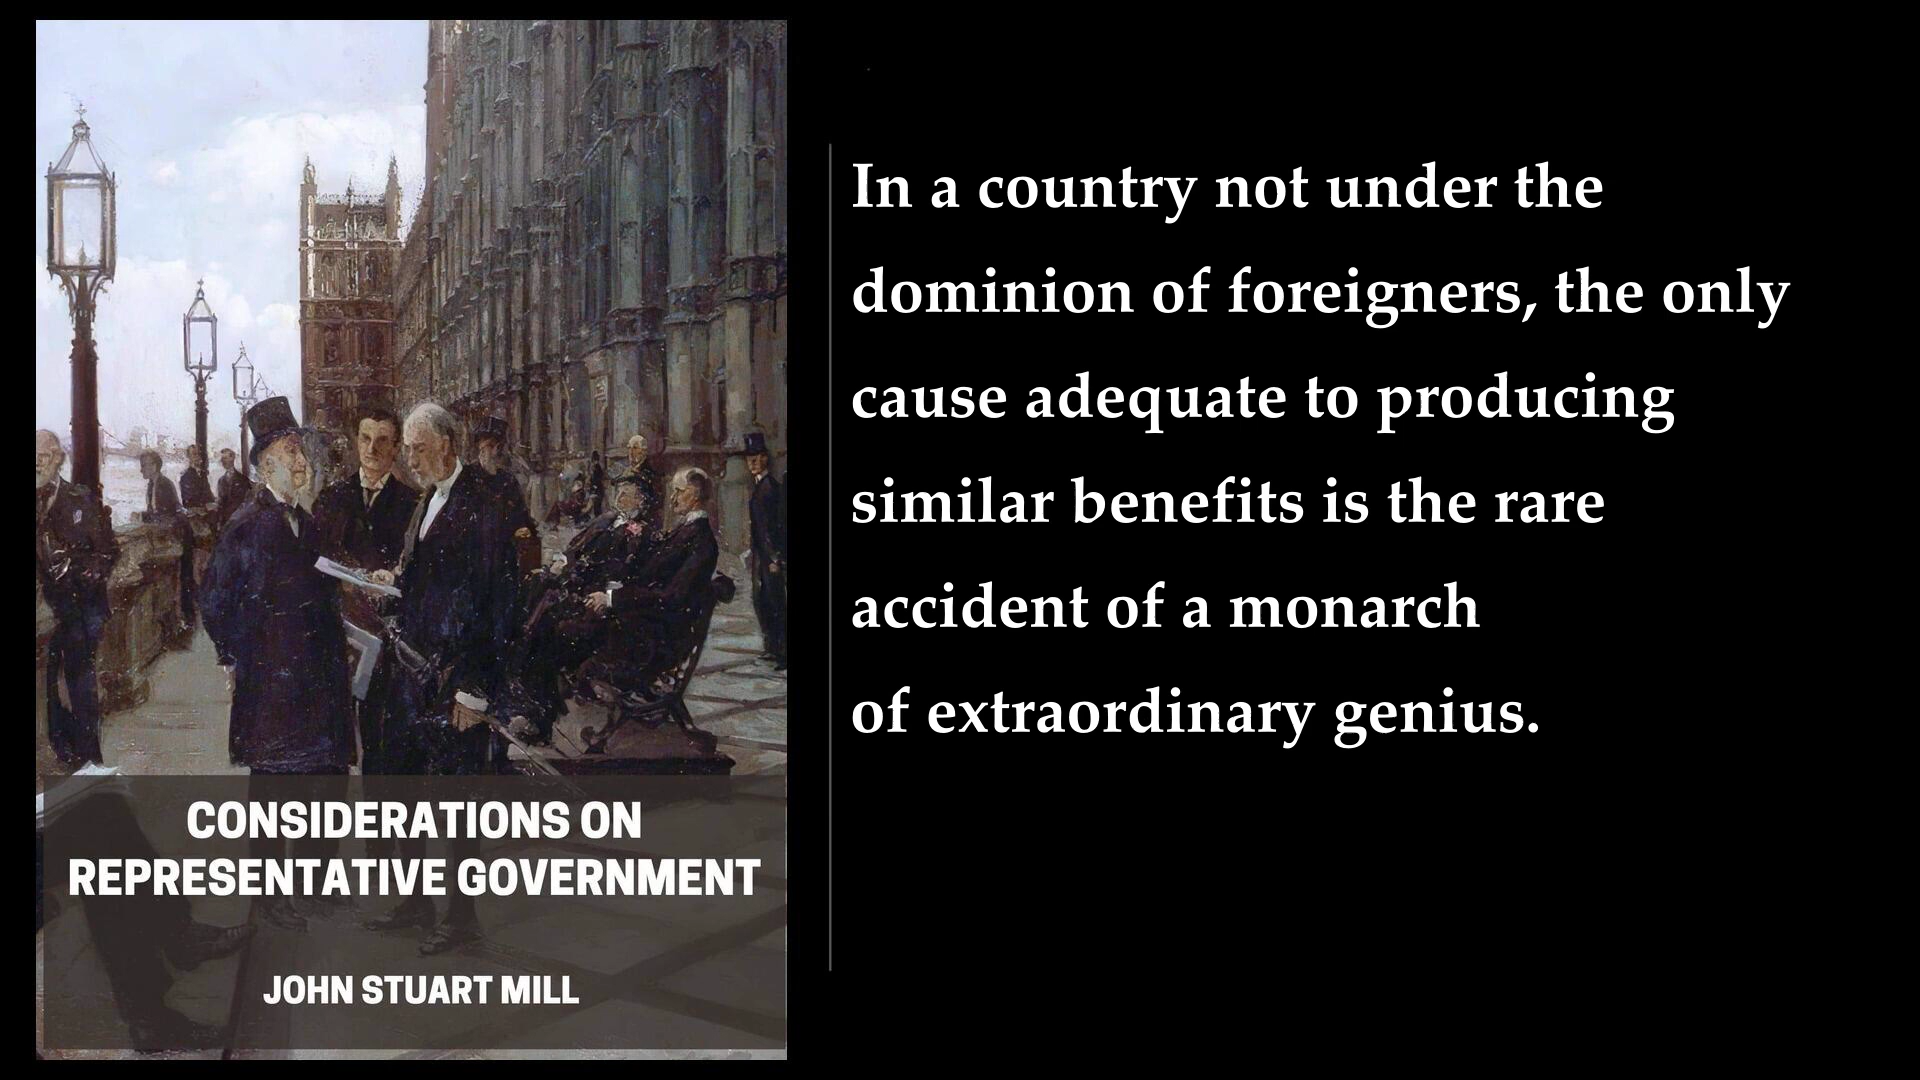 CONSIDERATIONS ON
REPRESENTATIVE GOVERNMENT
JOHN STUART MILL
In a country not under the
dominion of foreigners, the only
cause adequate to producing
similar benefits is the rare
accident of a monarch
of extraordinary genius.